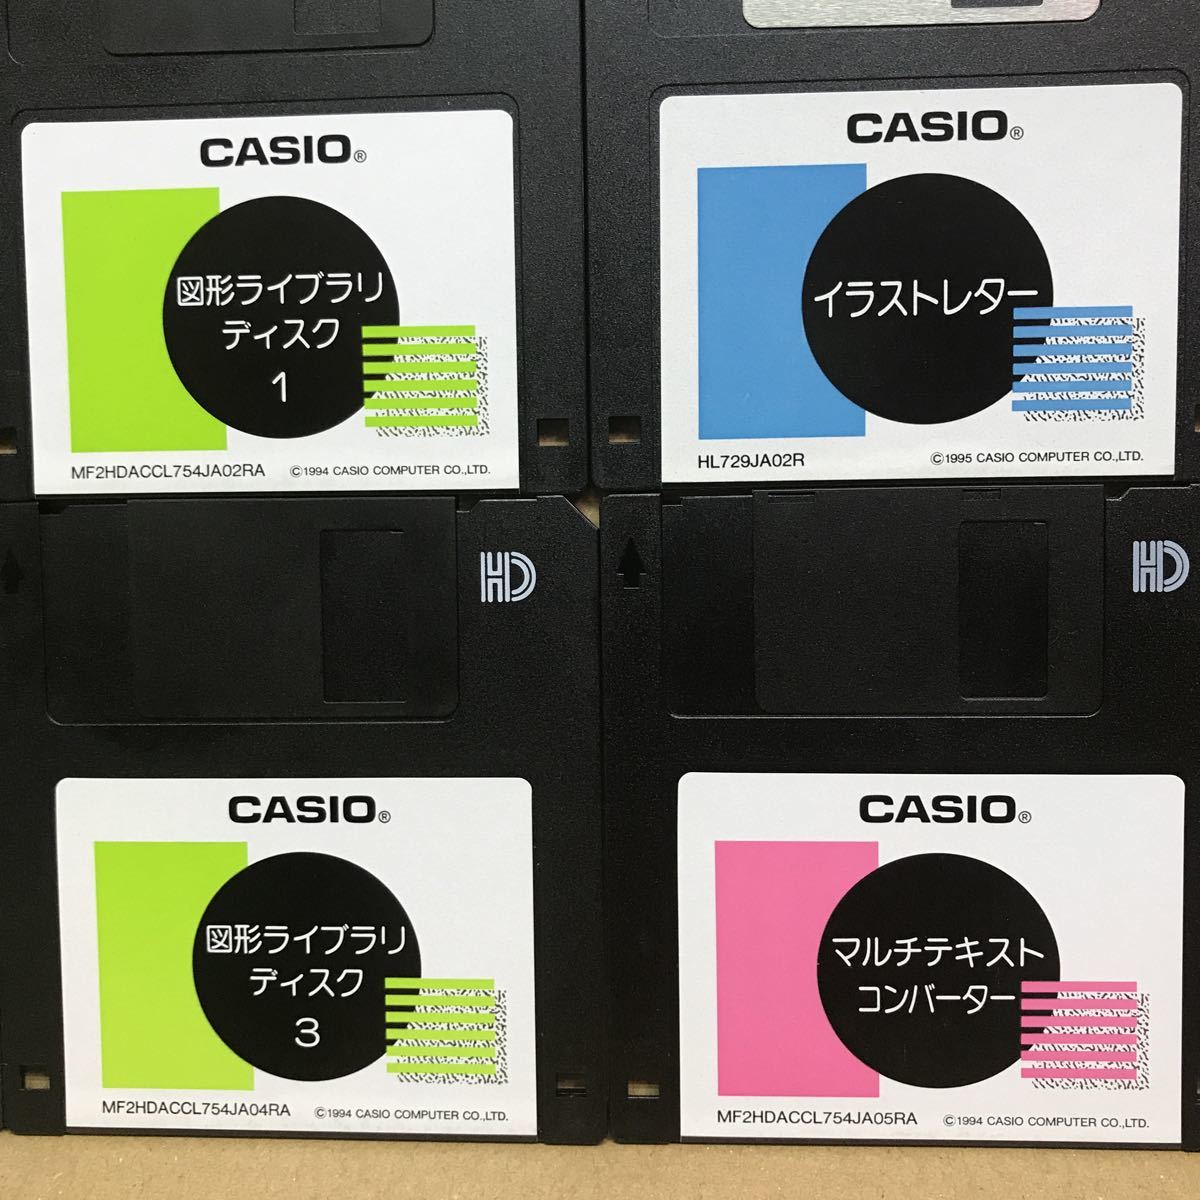 CASIO®
図形ライブラリ
ディスク
1
MF2HDACCL754JA02RA ©1994 CASIO COMPUTER CO.,LTD.
CASIO®
イラストレター
HL729JA02R ©1995 CASIO COMPUTER CO.,LTD.
HD
CASIO®
図形ライブラリ
ディスク
3
MF2HDACCL754JA04RA ©1994 CASIO COMPUTER CO.,LTD.
HD
CASIO®
マルチテキスト
コンバーター
MF2HDACCL754JA05RA ©1994 CASIO COMPUTER CO.,LTD.